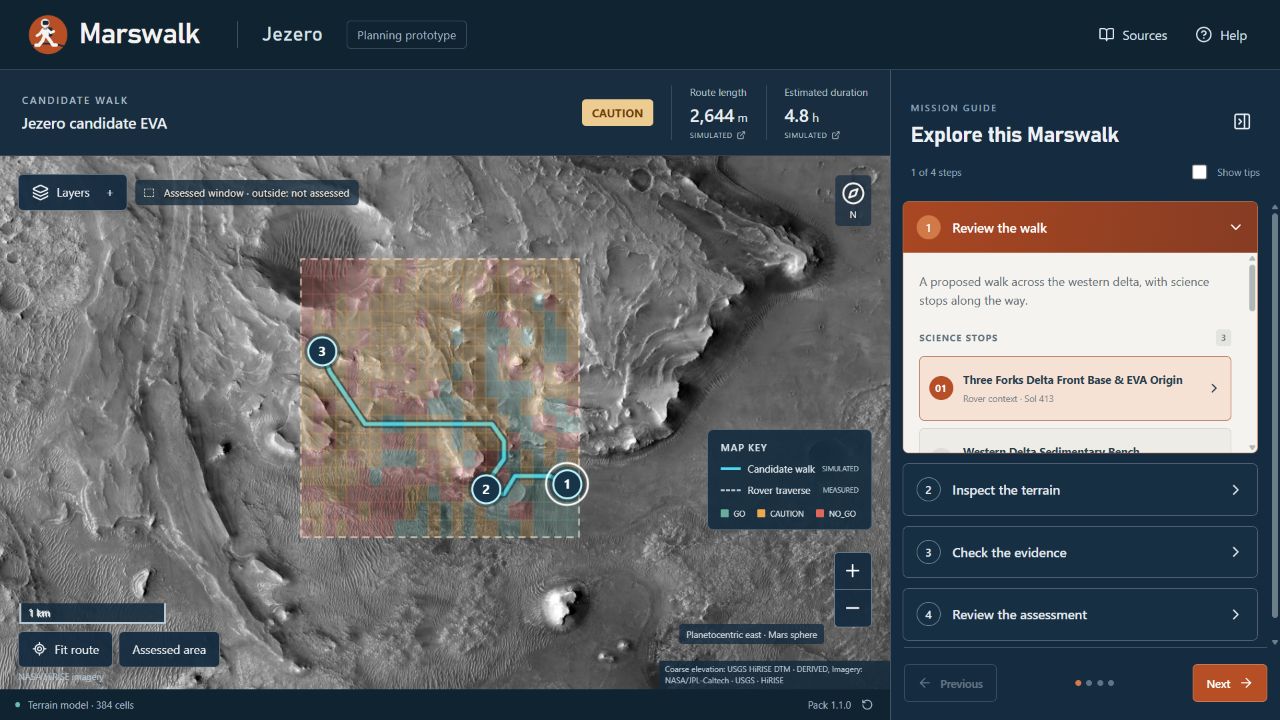 Marswalk
Jezero
Planning prototype
Sources
Help
CANDIDATE WALK
Jezero candidate EVA
CAUTION
Route length
2,644 m
SIMULATED
Estimated duration
4.8 h
SIMULATED
Layers +
Assessed window · outside: not assessed
N
3
2
1
MAP KEY
Candidate walk SIMULATED
Rover traverse MEASURED
GO CAUTION NO_GO
+
−
1 km
Planetocentric east · Mars sphere
Fit route
Assessed area
NASA/HiRISE imagery
Coarse elevation: USGS HiRISE DTM · DERIVED, Imagery:
NASA/JPL-Caltech · USGS · HiRISE
Terrain model · 384 cells
Pack 1.1.0
MISSION GUIDE
Explore this Marswalk
1 of 4 steps
Show tips
1 Review the walk
A proposed walk across the western delta, with science
stops along the way.
SCIENCE STOPS 3
01 Three Forks Delta Front Base & EVA Origin
Rover context · Sol 413
Western Delta Sedimentary Bench
2 Inspect the terrain
3 Check the evidence
4 Review the assessment
Previous
Next